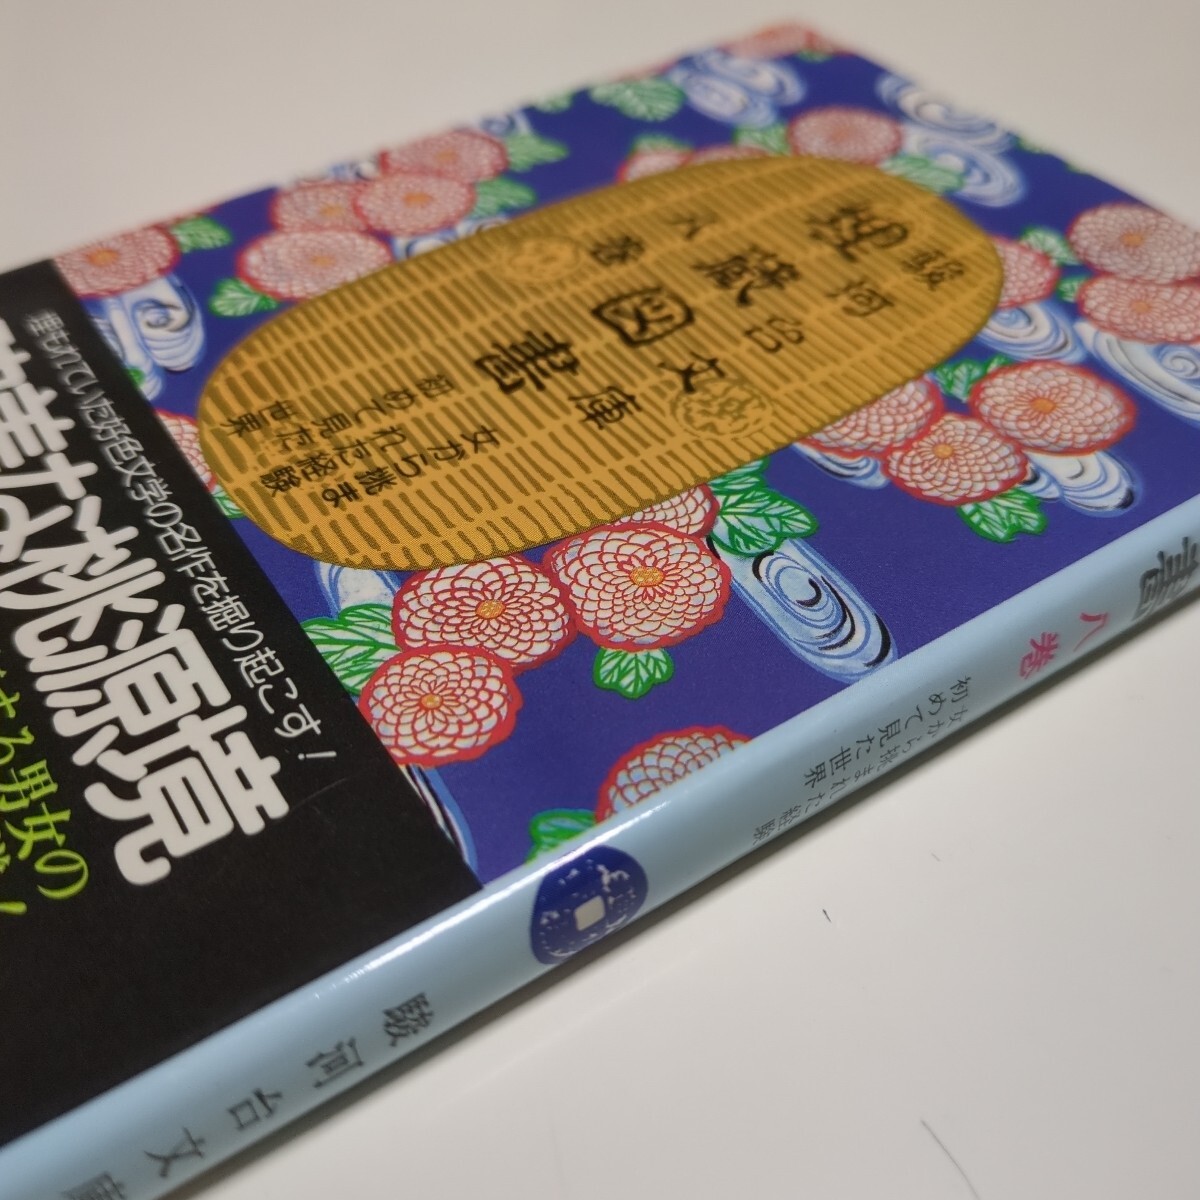 駿河台文庫
埋蔵図書
八巻
女から挑ま
れた経験
初めて見た
世界
埋もれていた好色文学の名作を掘り起こす！
な桃源境
する男女の
書
八巻
女から挑まれた経験
初めて見た世界
駿河台文庫